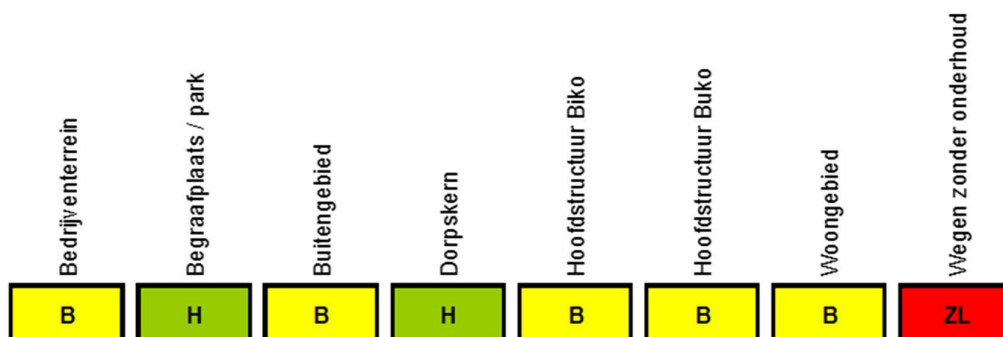 Bedrijventerrein
Begraafplaats / park
Buitengebied
Dorpskern
Hoofdstructuur Biko
Hoofdstructuur Buko
Woongebied
Wegen zonder onderhoud
B
H
B
H
B
B
B
ZL